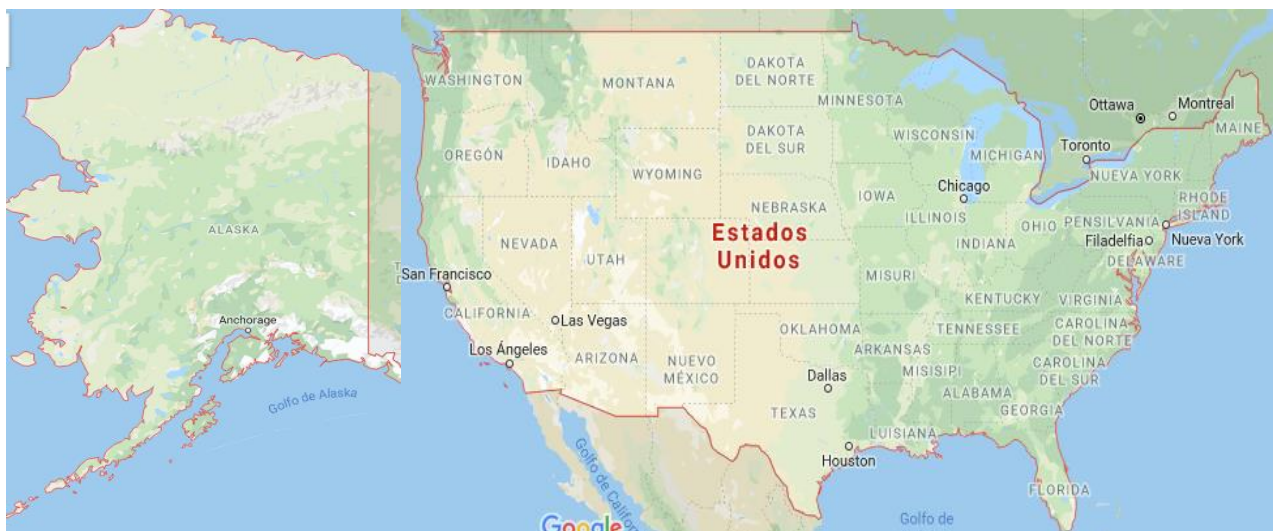 ALASKA
Anchorage
Golfo de Alaska
WASHINGTON
MONTANA
DAKOTA
DEL NORTE
MINNESOTA
Ottawa
Montreal
MAINE
OREGÓN
IDAHO
DAKOTA
DEL SUR
WISCONSIN
MICHIGAN
Toronto
NUEVA YORK
WYOMING
Chicago
IOWA
NEBRASKA
ILLINOIS
INDIANA
OHIO
PENSILVANIA
RHODE
ISLAND
NEVADA
UTAH
Estados
Unidos
Filadelfia
Nueva York
DELAWARE
San Francisco
CALIFORNIA
Las Vegas
MISURI
KENTUCKY
VIRGINIA
Los Ángeles
ARIZONA
NUEVO
MÉXICO
OKLAHOMA
ARKANSAS
TENNESSEE
CAROLINA
DEL NORTE
MISISIPI
CAROLINA
DEL SUR
Dallas
TEXAS
ALABAMA
GEORGIA
LUISIANA
Houston
FLORIDA
Golfo de Califor
Google
Golfo de